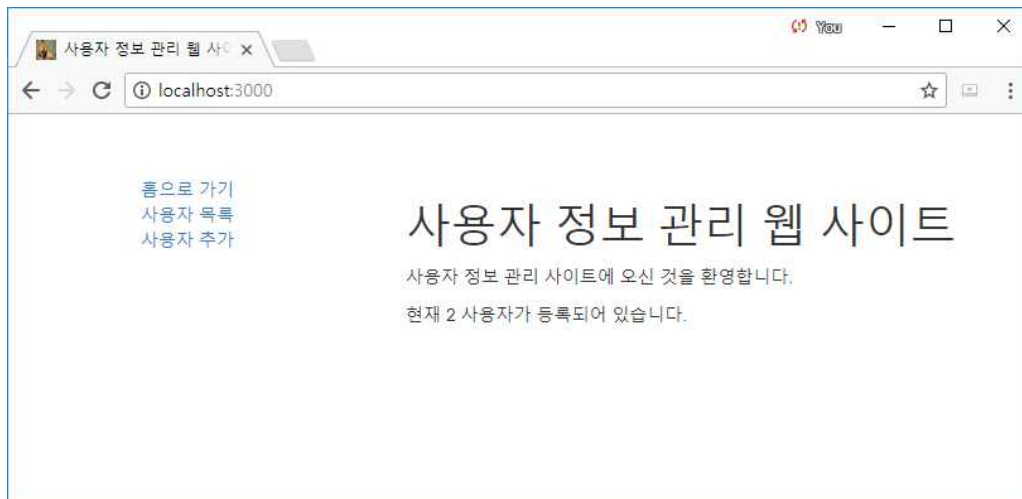 You
사용자 정보 관리 웹 사이
localhost:3000
홈으로 가기
사용자 목록
사용자 추가
사용자 정보 관리 웹 사이트
사용자 정보 관리 사이트에 오신 것을 환영합니다.
현재 2 사용자가 등록되어 있습니다.